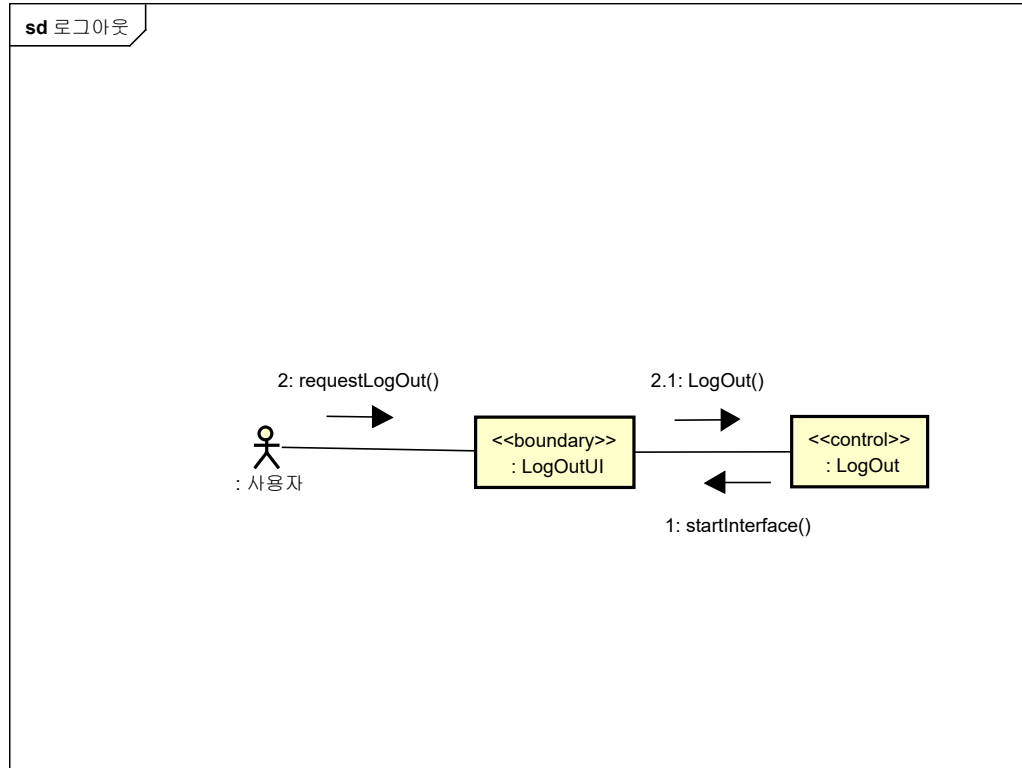 sd 로그아웃
2: requestLogOut()
2.1: LogOut()
<<boundary>>
: LogOutUI
<<control>>
: LogOut
: 사용자
1: startInterface()